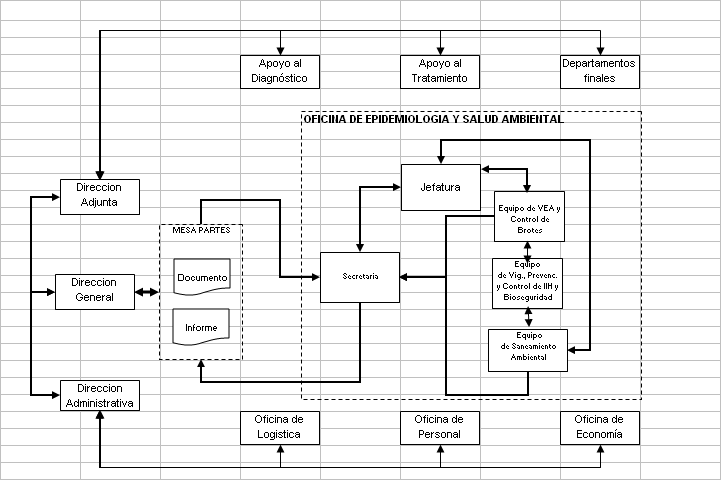 Apoyo al
Diagnóstico
Apoyo al
Tratamiento
Departamentos
finales
OFICINA DE EPIDEMIOLOGIA Y SALUD AMBIENTAL
Direccion
Adjunta
Jefatura
Equipo de VEA y
Control de
Brotes
MESA PARTES
Documento
Informe
Secretaria
Equipo
de Vig., Prevenc.
y Control de IIH y
Bioseguridad
Direccion
General
Equipo
de Saneamiento
Ambiental
Direccion
Administrativa
Oficina de
Logistica
Oficina de
Personal
Oficina de
Economía